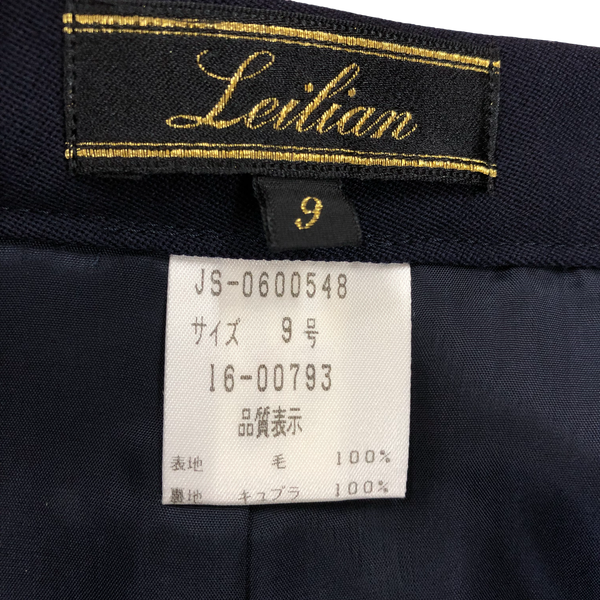 Leilian
9
JS-0600548
サイズ 9号
16-00793
品質表示
表地 毛 100%
裏地 キュプラ 100%